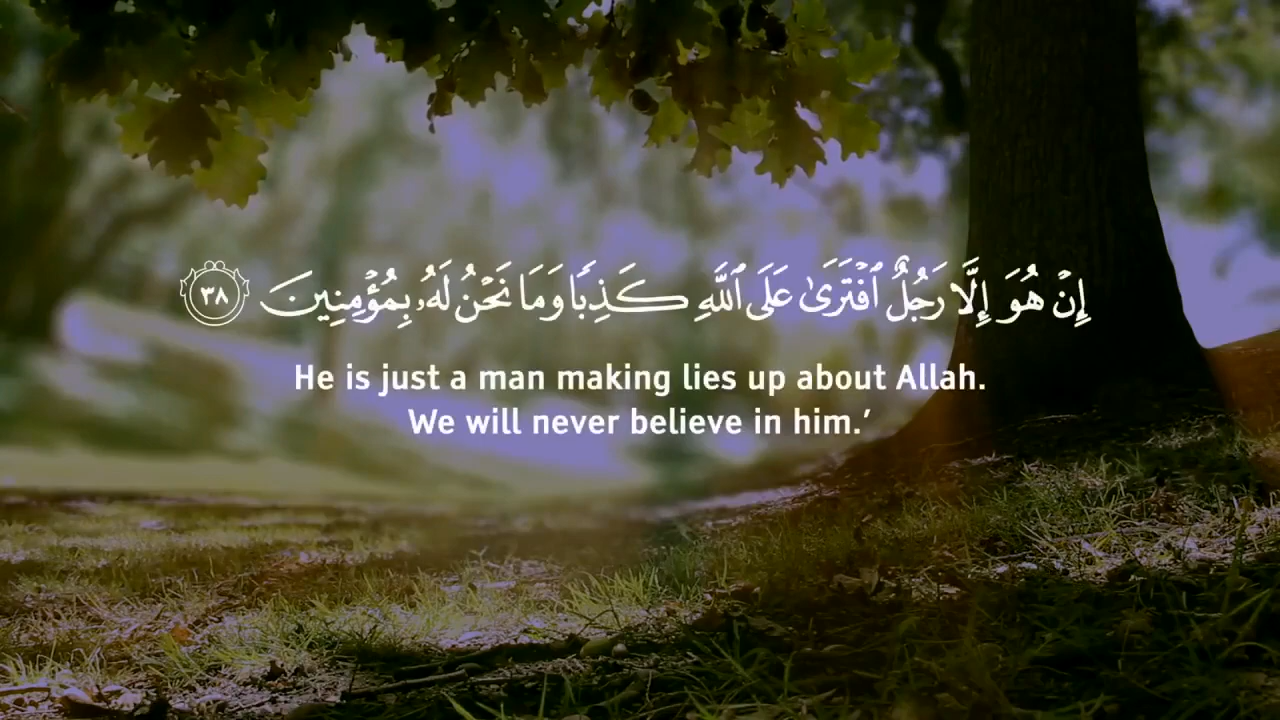 إِنْ هُوَ إِلَّا رَجُلٌ ٱفْتَرَىٰ عَلَى ٱللَّهِ كَذِبًا وَمَا نَحْنُ لَهُۥ بِمُؤْمِنِينَ ٣٨
He is just a man making lies up about Allah.
We will never believe in him.’